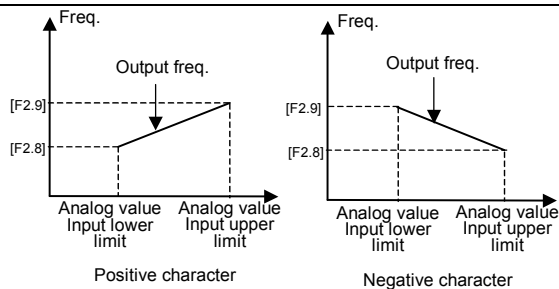 Freq.
Output freq.
[F2.9]
[F2.8]
Analog value
Input lower
limit
Analog value
Input upper
limit
Positive character
Freq.
Output freq.
[F2.9]
[F2.8]
Analog value
Input lower
limit
Analog value
Input upper
limit
Negative character